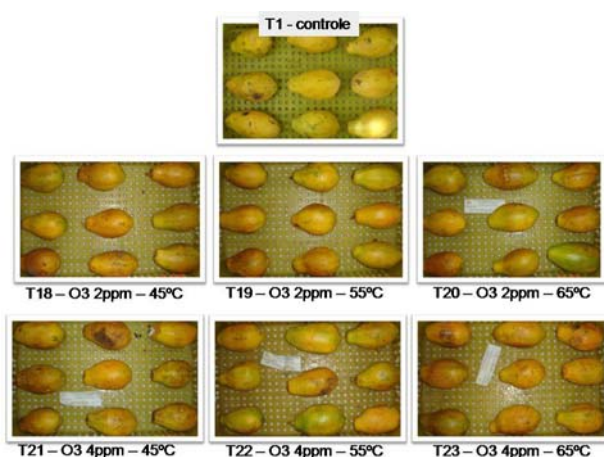 T1 - controle
T18 – O3 2ppm – 45ºC
T19 – O3 2ppm – 55ºC
T20 – O3 2ppm – 65ºC
T21 – O3 4ppm – 45ºC
T22 – O3 4ppm – 55ºC
T23 – O3 4ppm – 65ºC